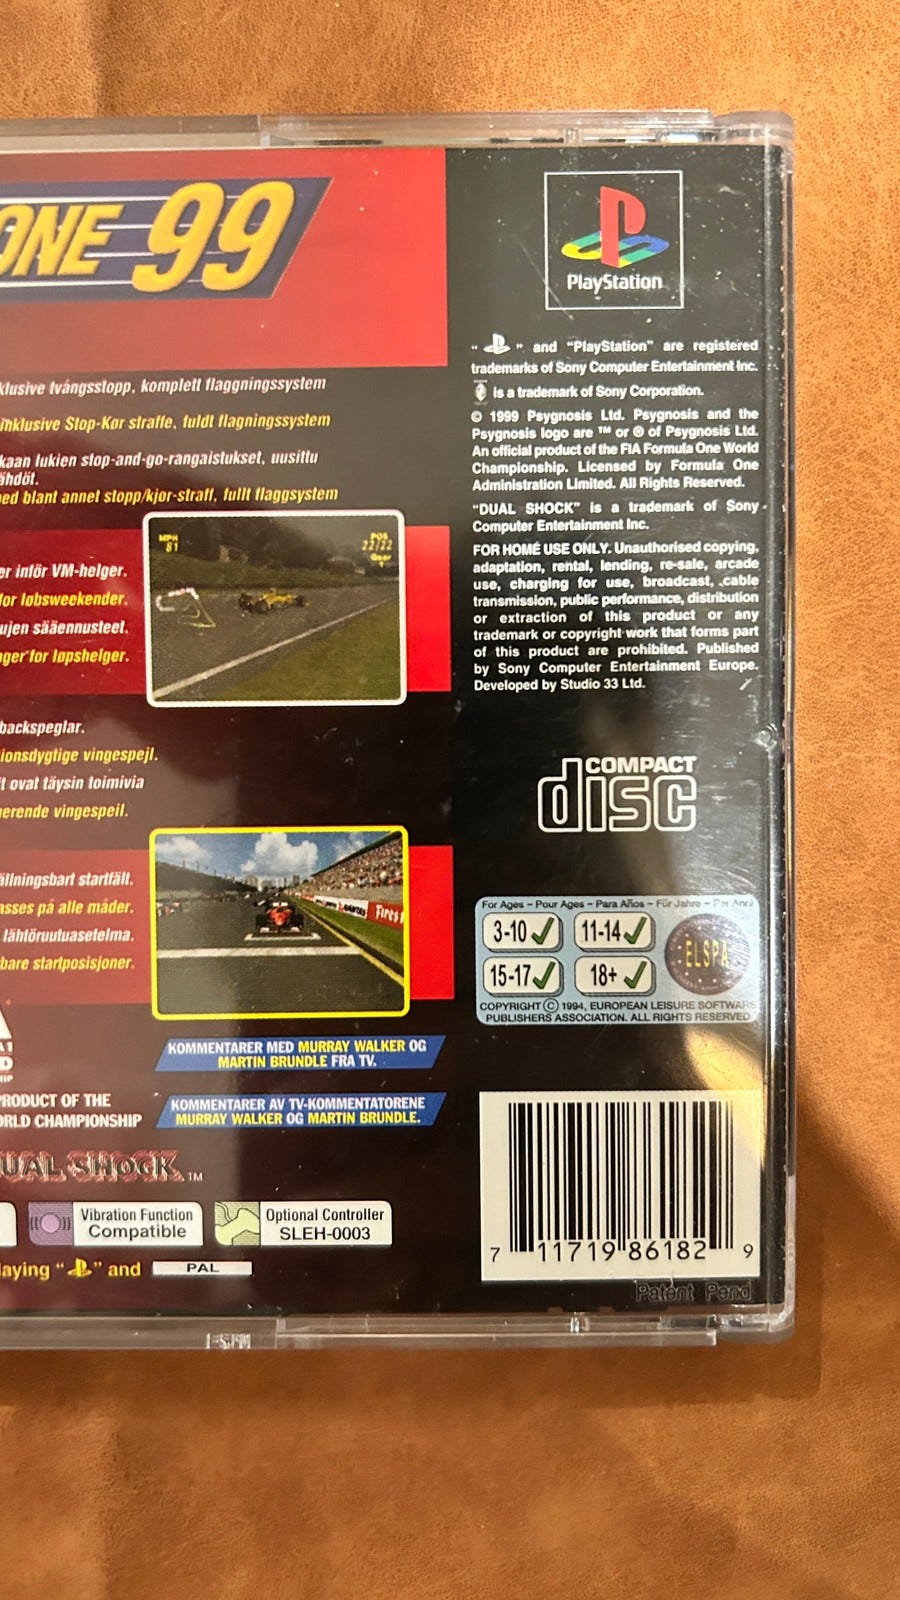 ONE 99
PlayStation
klusive tvångsstopp, komplett flaggningssystem
inklusive Stop-Kør straffe, fuldt flagningssystem
kaan lukien stop-and-go-rangaistukset, uusittu
ähdöt.
ed blant annet stopp/kjør-straff, fullt flaggsystem
MPH
81
POS
22/22
Gear
er inför VM-helger.
for løbsweekender.
ujen sääennusteet.
nger for løpshelger.
backspeglar.
ionsdygtige vingespejl.
t ovat täysin toimivia
nerende vingespeil.
ällningsbart startfält.
asses på alle måder.
lähtöruutuasetelma.
bare startposisjoner.
KOMMENTARER MED MURRAY WALKER OG
MARTIN BRUNDLE FRA TV.
PRODUCT OF THE
ORLD CHAMPIONSHIP
KOMMENTARER AV TV-KOMMENTATORENE
MURRAY WALKER OG MARTIN BRUNDLE.
DUAL SHOCK™
Vibration Function
Compatible
Optional Controller
SLEH-0003
laying " " and PAL
" " and "PlayStation" are registered
trademarks of Sony Computer Entertainment Inc.
is a trademark of Sony Corporation.
© 1999 Psygnosis Ltd. Psygnosis and the
Psygnosis logo are ™ or ® of Psygnosis Ltd.
An official product of the FIA Formula One World
Championship. Licensed by Formula One
Administration Limited. All Rights Reserved.
"DUAL SHOCK" is a trademark of Sony
Computer Entertainment Inc.
FOR HOME USE ONLY. Unauthorised copying,
adaptation, rental, lending, re-sale, arcade
use, charging for use, broadcast, cable
transmission, public performance, distribution
or extraction of this product or any
trademark or copyright work that forms part
of this product are prohibited. Published
by Sony Computer Entertainment Europe.
Developed by Studio 33 Ltd.
COMPACT
disc
For Ages - Pour Ages - Para Años - Für Jahre - Per Anni
3-10 11-14
15-17 18+
ELSPA
COPYRIGHT © 1994, EUROPEAN LEISURE SOFTWARE
PUBLISHERS ASSOCIATION. ALL RIGHTS RESERVED
7 11719 86182 9
Patent Pend